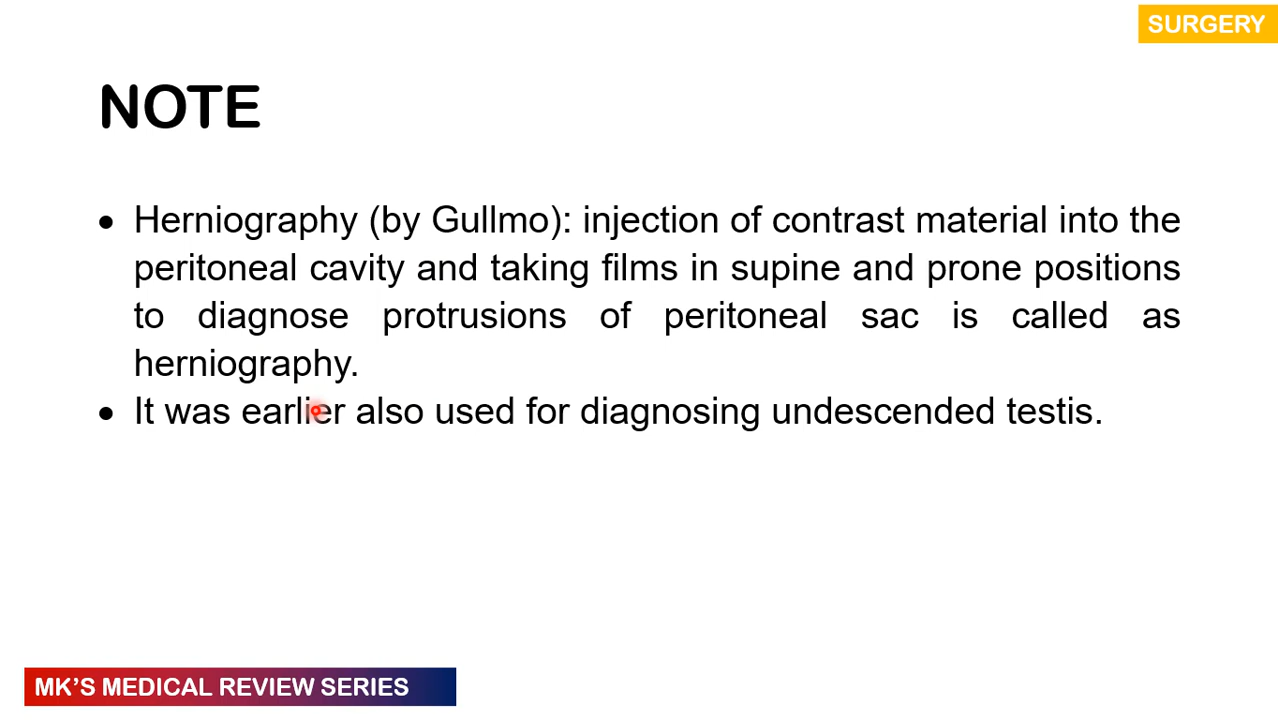 SURGERY
NOTE
• Herniography (by Gullmo): injection of contrast material into the
peritoneal cavity and taking films in supine and prone positions
to diagnose protrusions of peritoneal sac is called as
herniography.
• It was earlier also used for diagnosing undescended testis.
MK’S MEDICAL REVIEW SERIES